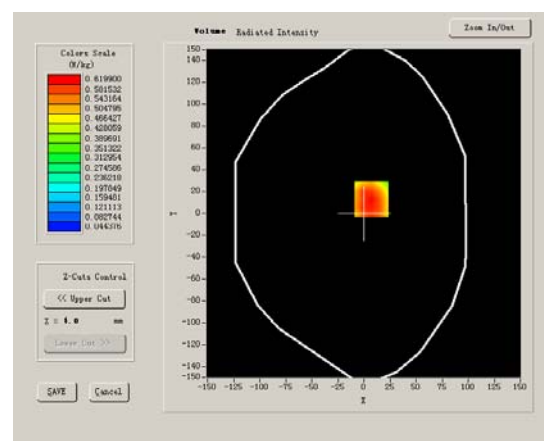 Volume Radiated Intensity
Zoom In/Out
Colors Scale
(W/kg)
0.619900
0.581532
0.543164
0.504795
0.466427
0.428059
0.389691
0.351322
0.312954
0.274586
0.236218
0.197849
0.159481
0.121113
0.082744
0.044376
150
140
120
100
80
60
40
20
0
-20
-40
-60
-80
-100
-120
-140
-150
Y
-150 -125 -100 -75 -50 -25 0 25 50 75 100 125 150
X
Z-Cuts Control
<< Upper Cut
Z = 4.0 mm
Lower Cut >>
SAVE Cancel